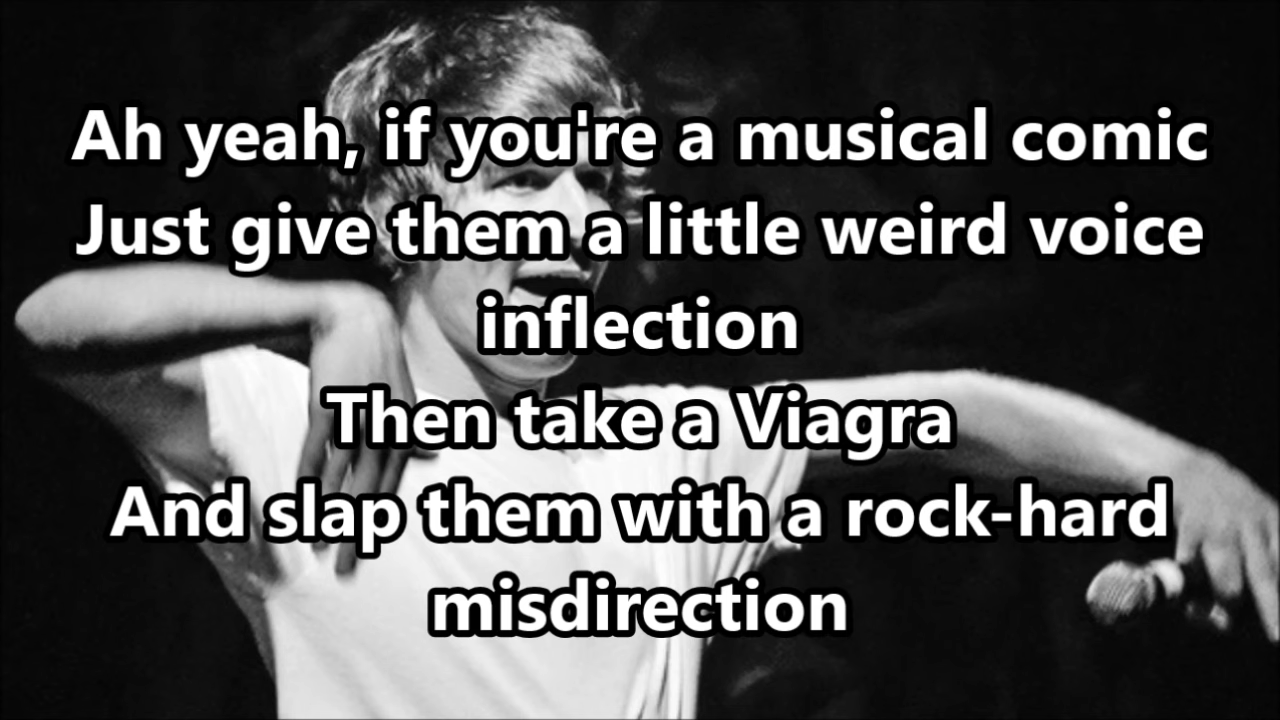 Ah yeah, if you're a musical comic
Just give them a little weird voice
inflection
Then take a Viagra
And slap them with a rock-hard
misdirection